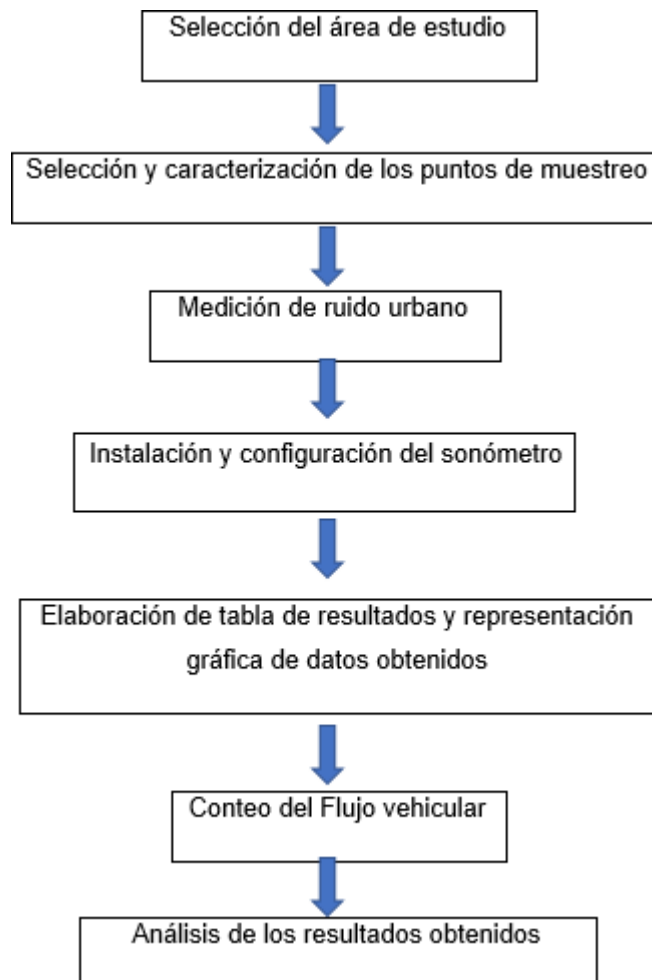 Selección del área de estudio
Selección y caracterización de los puntos de muestreo
Medición de ruido urbano
Instalación y configuración del sonómetro
Elaboración de tabla de resultados y representación
gráfica de datos obtenidos
Conteo del Flujo vehicular
Análisis de los resultados obtenidos